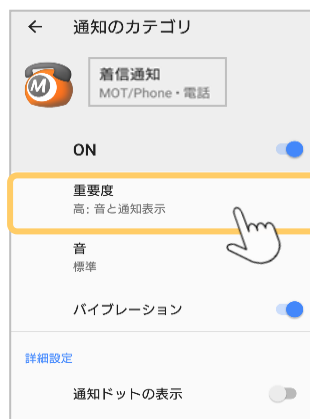 ← 通知のカテゴリ
M
着信通知
MOT/Phone・電話
ON
重要度
高: 音と通知表示
音
標準
バイブレーション
詳細設定
通知ドットの表示